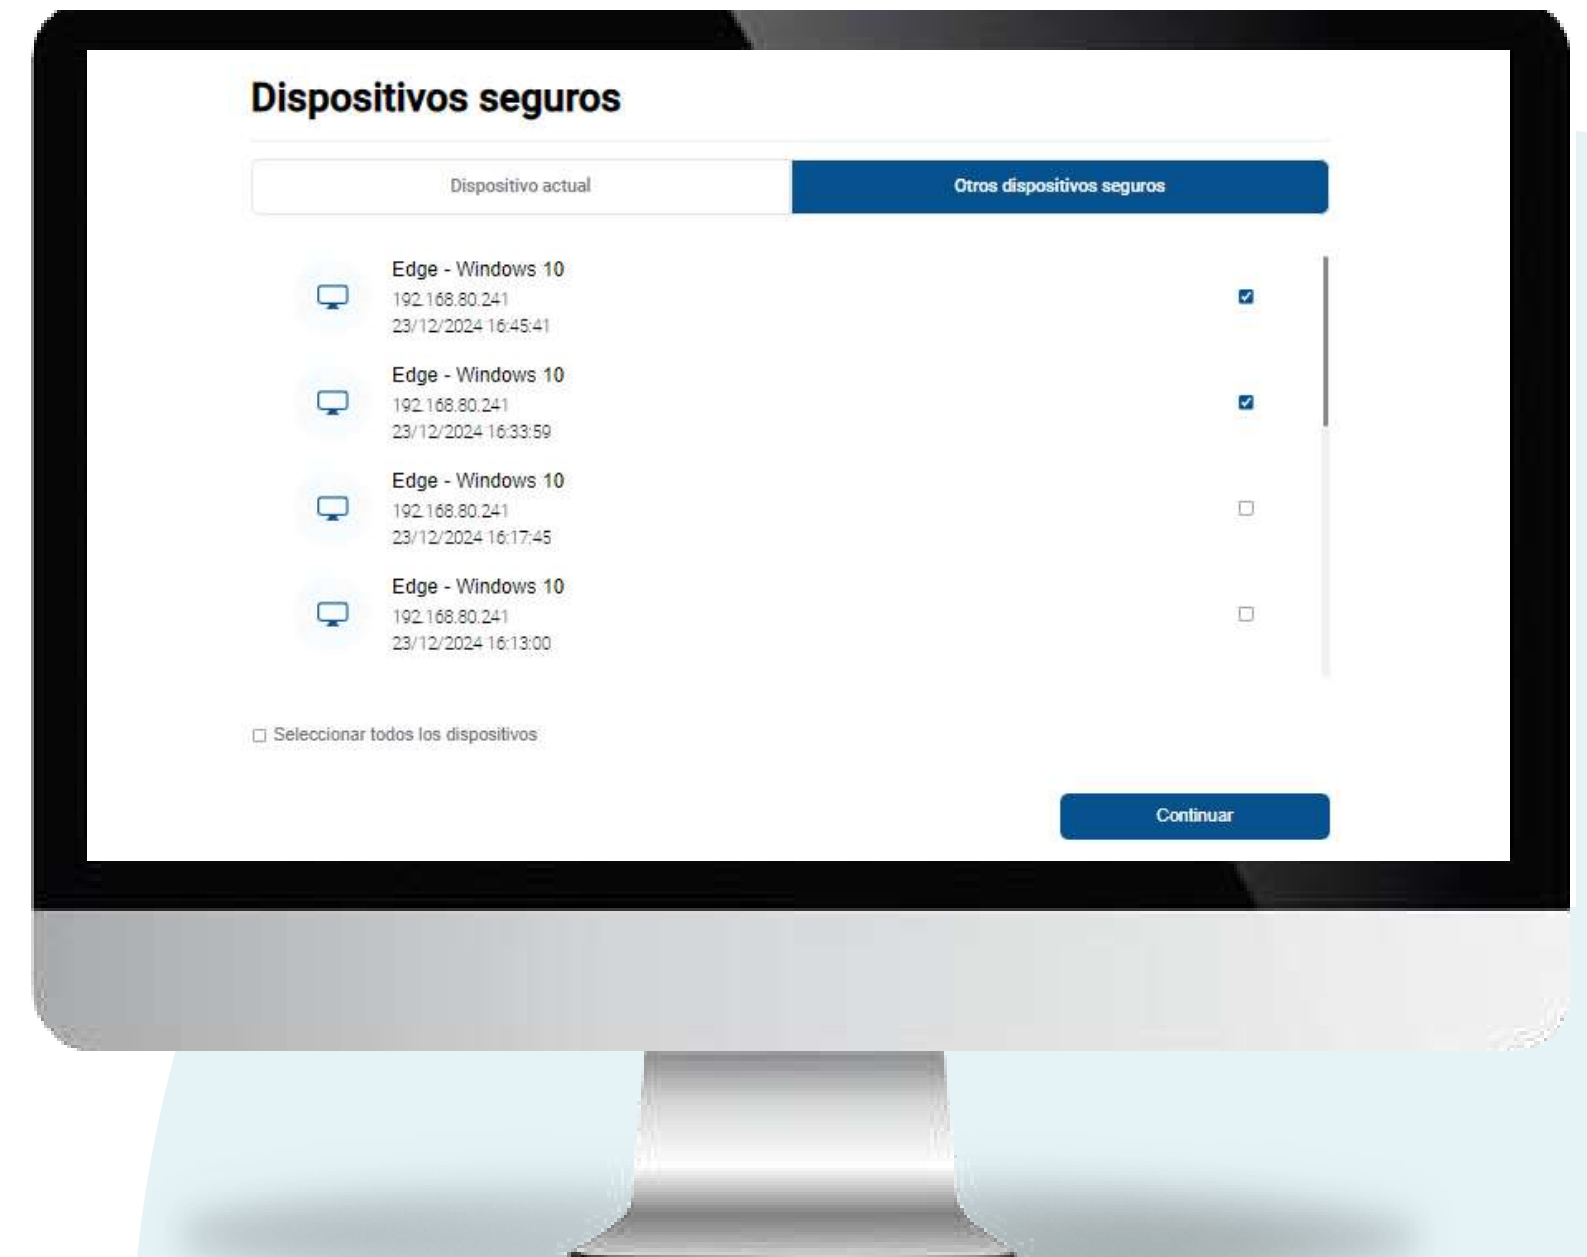 Dispositivos seguros
Dispositivo actual
Otros dispositivos seguros
Edge - Windows 10
192.168.80.241
23/12/2024 16:45:41
Edge - Windows 10
192.168.80.241
23/12/2024 16:33:59
Edge - Windows 10
192.168.80.241
23/12/2024 16:17:45
Edge - Windows 10
192.168.80.241
23/12/2024 16:13:00
Seleccionar todos los dispositivos
Continuar